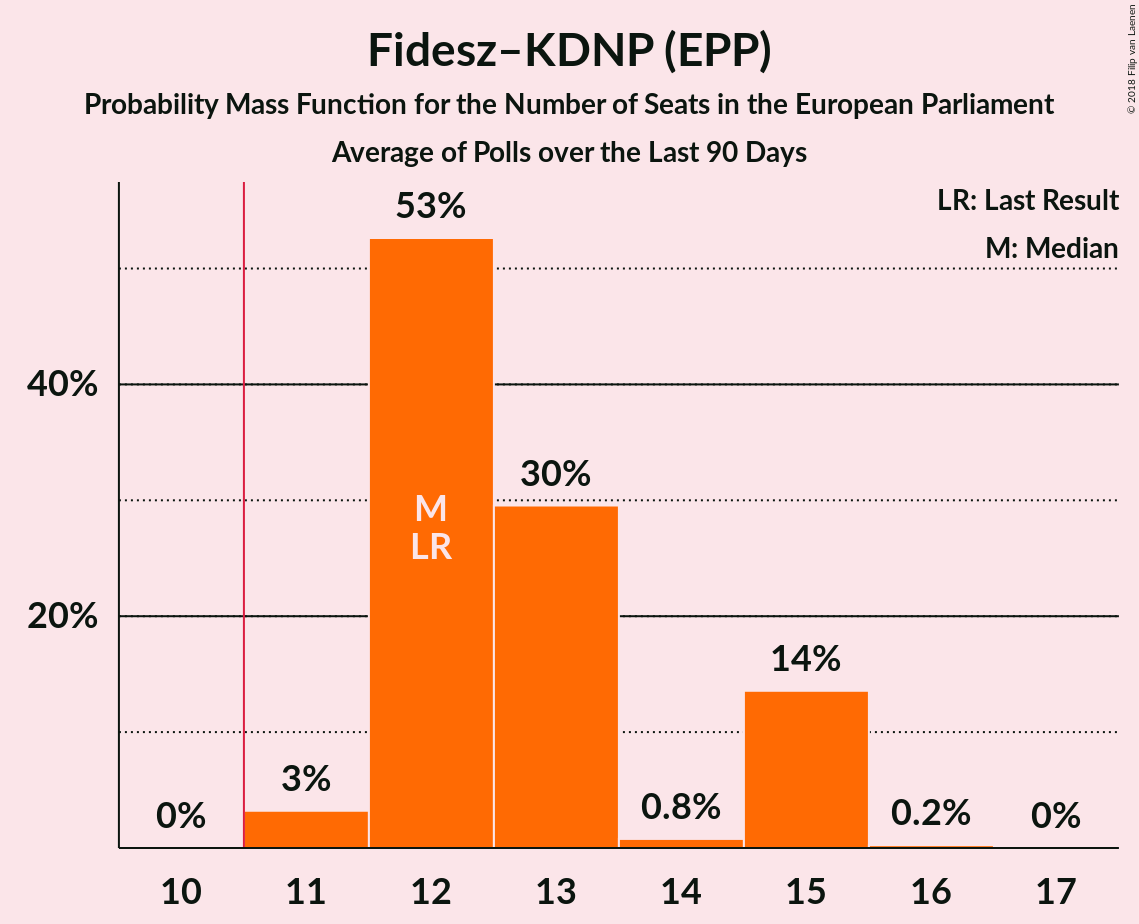 Fidesz–KDNP (EPP)
Probability Mass Function for the Number of Seats in the European Parliament
Average of Polls over the Last 90 Days
© 2018 Filip van Laenen
LR: Last Result
M: Median
53%
40%
30%
M
LR
20%
14%
3%
0.8%
0.2%
0%
0%
10 11 12 13 14 15 16 17